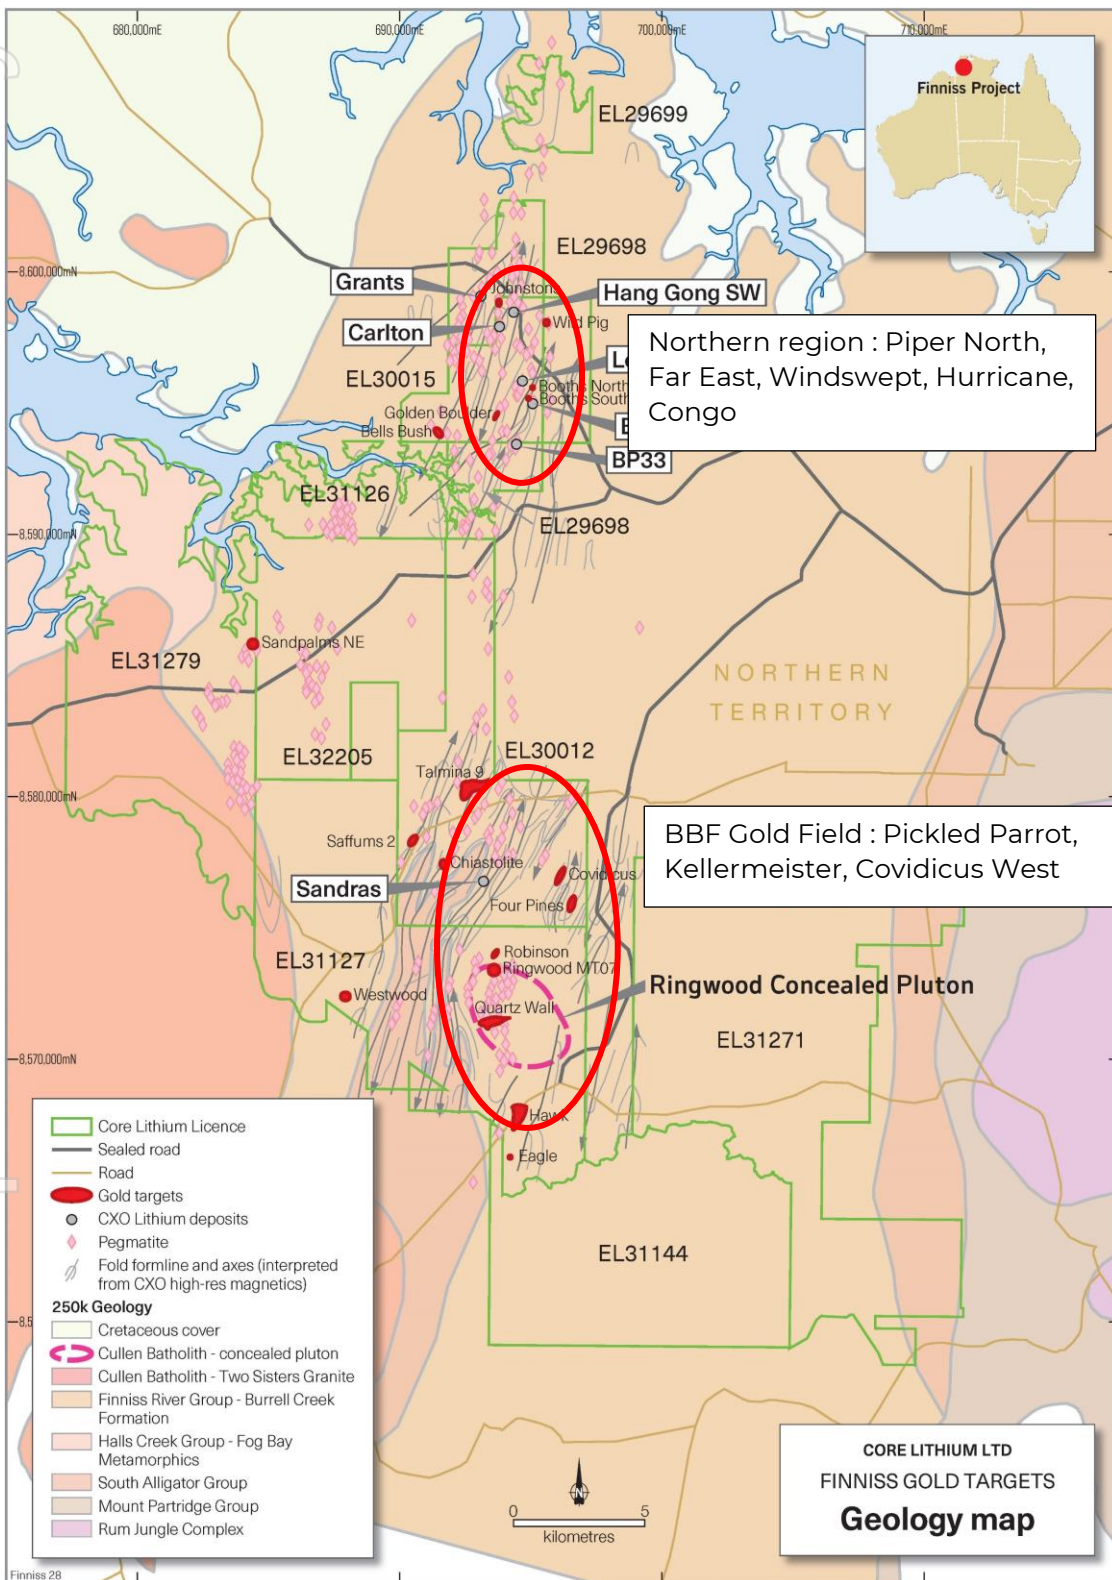 680,000mE
690,000mE
700,000mE
710,000mE
Finniss Project
EL29699
EL29698
8,600,000mN
Grants
Johnstons
Hang Gong SW
Carlton
Wild Pig
Northern region : Piper North,
Far East, Windswept, Hurricane,
Congo
EL30015
Booths North
Booths South
Golden Boulder
Bells Bush
BP33
EL31126
EL29698
8,590,000mN
Sandpalms NE
EL31279
NORTHERN
TERRITORY
EL32205
EL30012
Talmina 9
8,580,000mN
BBF Gold Field : Pickled Parrot,
Kellermeister, Covidicus West
Saffums 2
Chiastolite
Covidicus
Sandras
Four Pines
Robinson
EL31127
Ringwood MT07
Westwood
Ringwood Concealed Pluton
Quartz Wall
EL31271
8,570,000mN
Hawk
Eagle
Core Lithium Licence
Sealed road
Road
Gold targets
CXO Lithium deposits
Pegmatite
Fold formline and axes (interpreted
from CXO high-res magnetics)
250k Geology
Cretaceous cover
Cullen Batholith - concealed pluton
Cullen Batholith - Two Sisters Granite
Finniss River Group - Burrell Creek
Formation
Halls Creek Group - Fog Bay
Metamorphics
South Alligator Group
Mount Partridge Group
Rum Jungle Complex
EL31144
N
0 5
kilometres
CORE LITHIUM LTD
FINNISS GOLD TARGETS
Geology map
Finniss 28